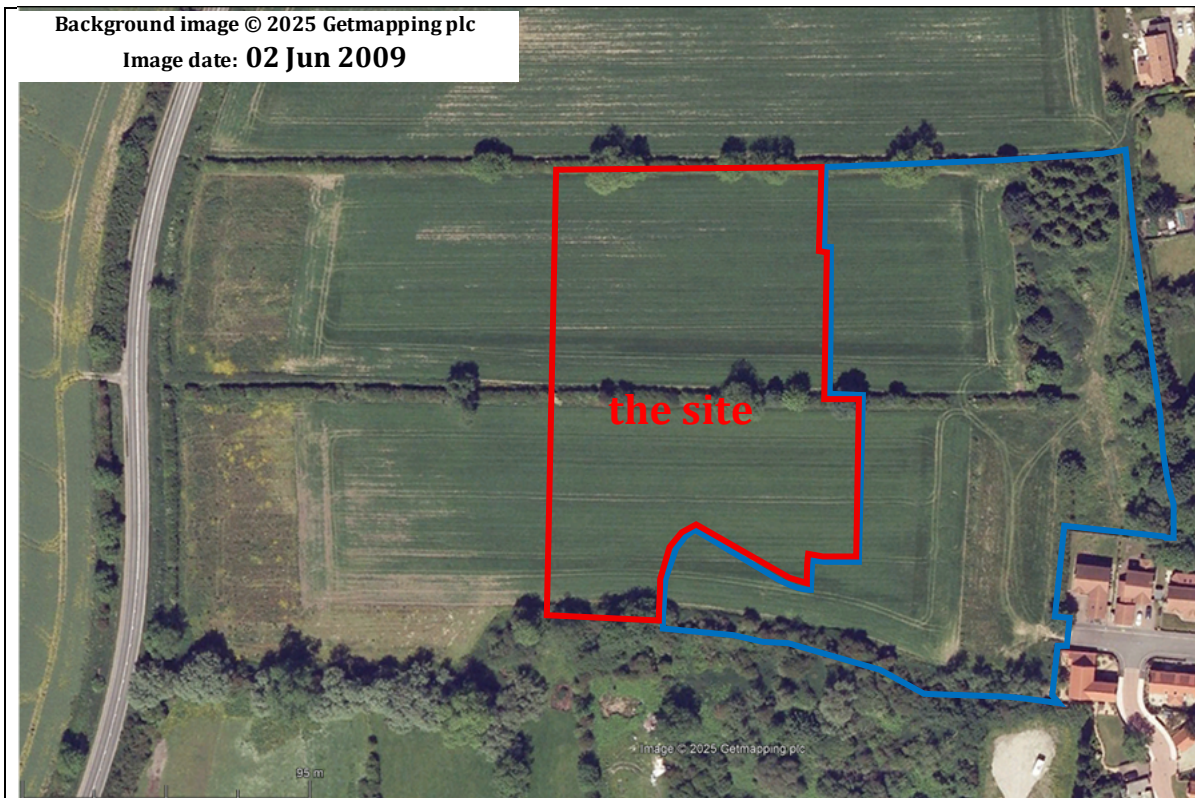 Background image © 2025 Getmapping plc
Image date: 02 Jun 2009
the site
Image © 2025 Getmapping plc
95 m